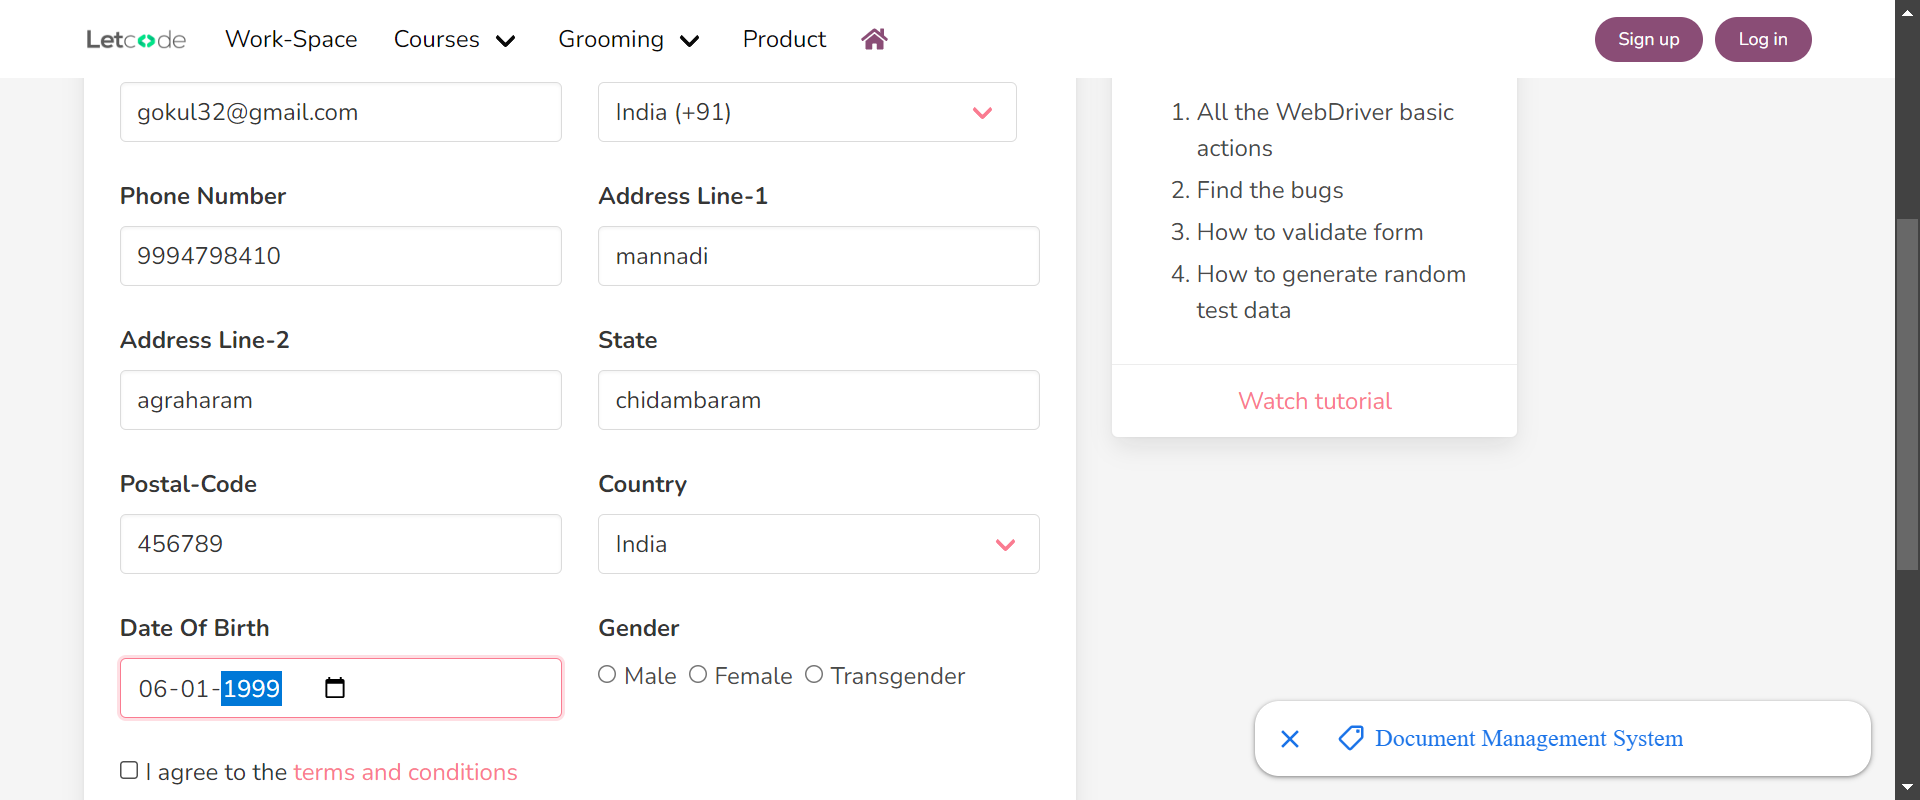 Letcode Work-Space Courses Grooming Product Sign up Log in
gokul32@gmail.com India (+91)
Phone Number Address Line-1
9994798410 mannadi
Address Line-2 State
agraharam chidambaram
Postal-Code Country
456789 India
Date Of Birth Gender
06-01-1999 Male Female Transgender
I agree to the terms and conditions
1. All the WebDriver basic
actions
2. Find the bugs
3. How to validate form
4. How to generate random
test data
Watch tutorial
Document Management System